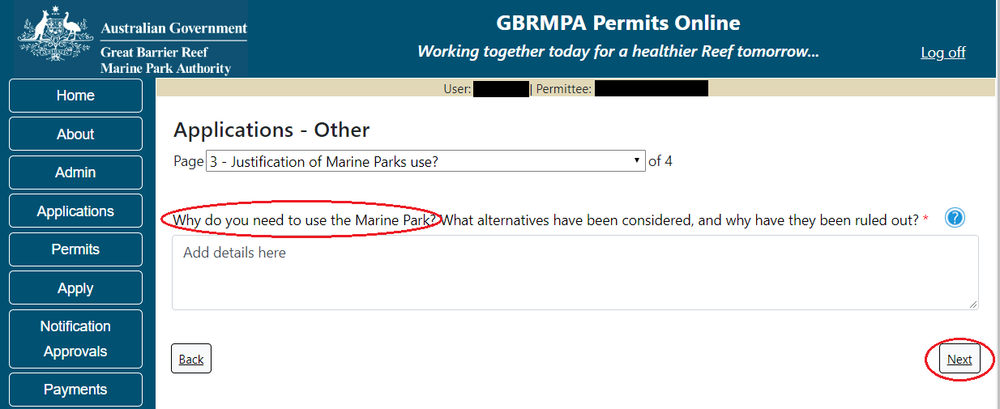 Australian Government
Great Barrier Reef
Marine Park Authority
GBRMPA Permits Online
Working together today for a healthier Reef tomorrow...
Log off
Home
About
Admin
Applications
Permits
Apply
Notification
Approvals
Payments
User: | Permittee:
Applications - Other
Page 3 - Justification of Marine Parks use? of 4
Why do you need to use the Marine Park? What alternatives have been considered, and why have they been ruled out? * ?
Add details here
Back
Next